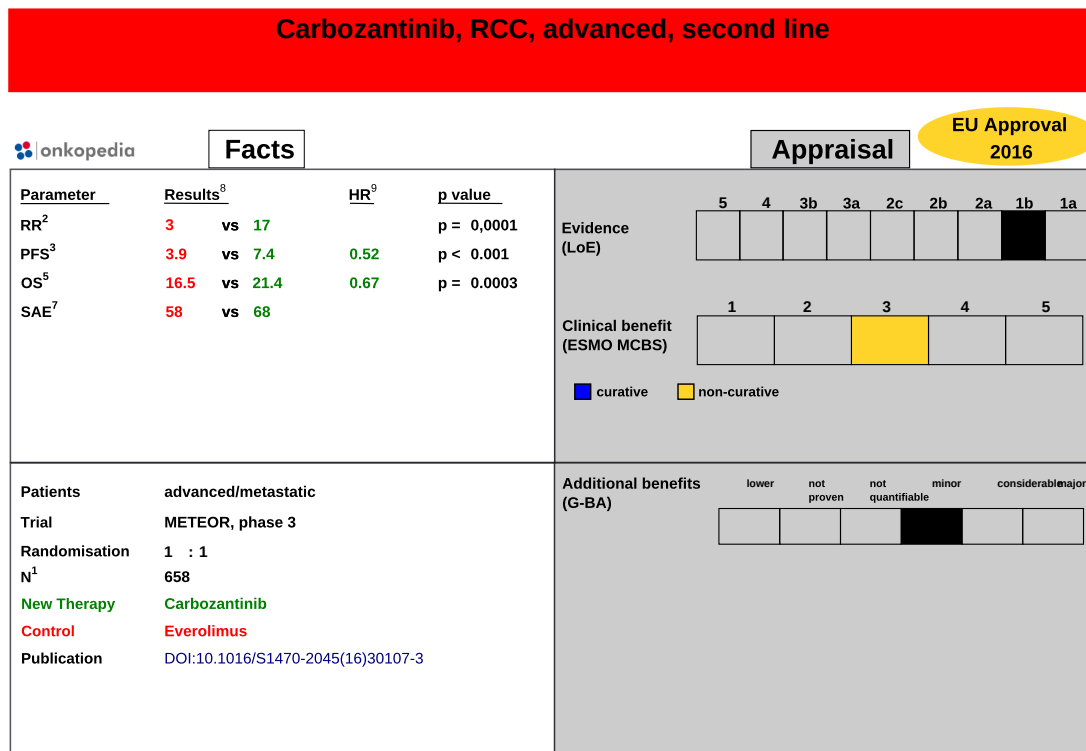 Carbozantinib, RCC, advanced, second line
onkopedia
Facts
Appraisal
EU Approval
2016
Parameter Results8 HR9 p value
RR2 3 vs 17 p = 0,0001
PFS3 3.9 vs 7.4 0.52 p < 0.001
OS5 16.5 vs 21.4 0.67 p = 0.0003
SAE7 58 vs 68
5 4 3b 3a 2c 2b 2a 1b 1a
Evidence
(LoE)
1 2 3 4 5
Clinical benefit
(ESMO MCBS)
curative non-curative
Patients advanced/metastatic
Trial METEOR, phase 3
Randomisation 1 : 1
N1 658
New Therapy Carbozantinib
Control Everolimus
Publication DOI:10.1016/S1470-2045(16)30107-3
Additional benefits
(G-BA)
lower not not minor considerable major
proven quantifiable